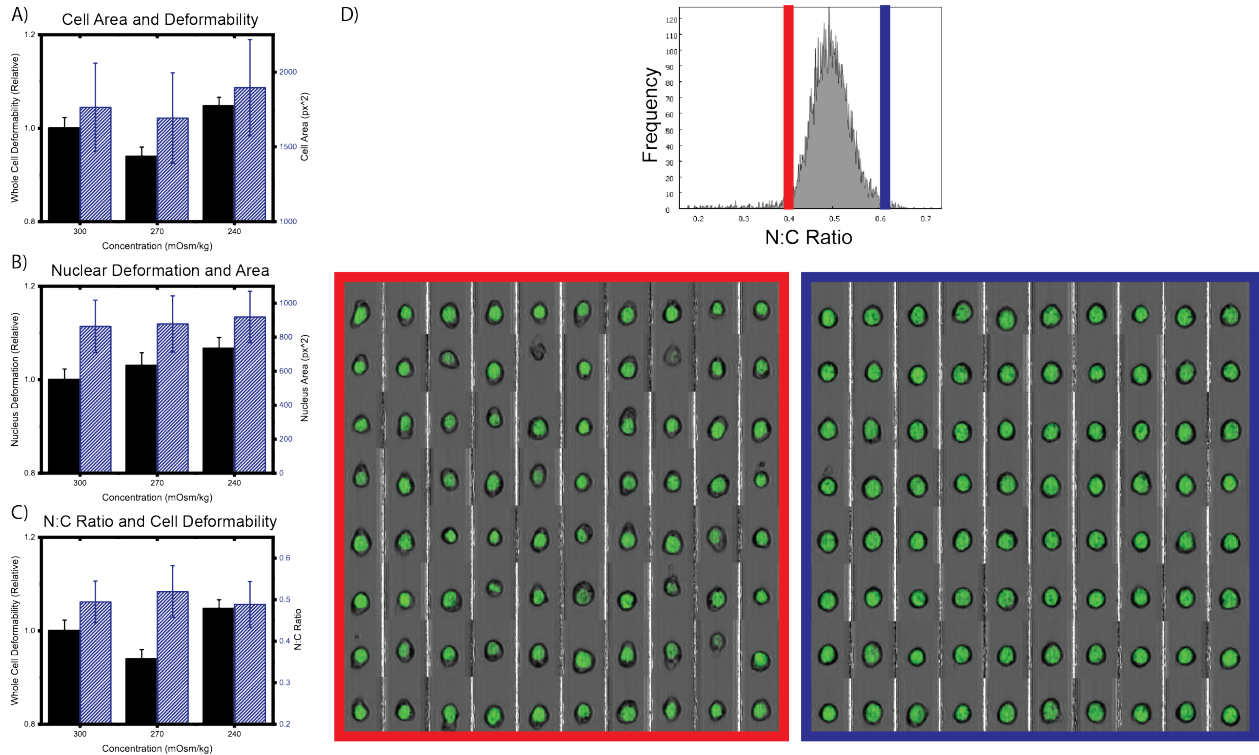 A)
Cell Area and Deformability
1.2
1.0
0.8
Whole Cell Deformability (Relative)
2000
1500
1000
Cell Area (px^2)
300
270
240
Concentration (mOsm/kg)
B)
Nuclear Deformation and Area
1.2
1.0
0.8
Nucleus Deformation (Relative)
1000
800
600
400
200
0
Nucleus Area (px^2)
300
270
240
Concentration (mOsm/kg)
C)
N:C Ratio and Cell Deformability
1.2
1.0
0.8
Whole Cell Deformability (Relative)
0.6
0.5
0.4
0.3
0.2
N:C Ratio
300
270
240
Concentration (mOsm/kg)
D)
Frequency
120
110
100
90
80
70
60
50
40
30
20
10
0
0.2
0.3
0.4
0.5
0.6
0.7
N:C Ratio